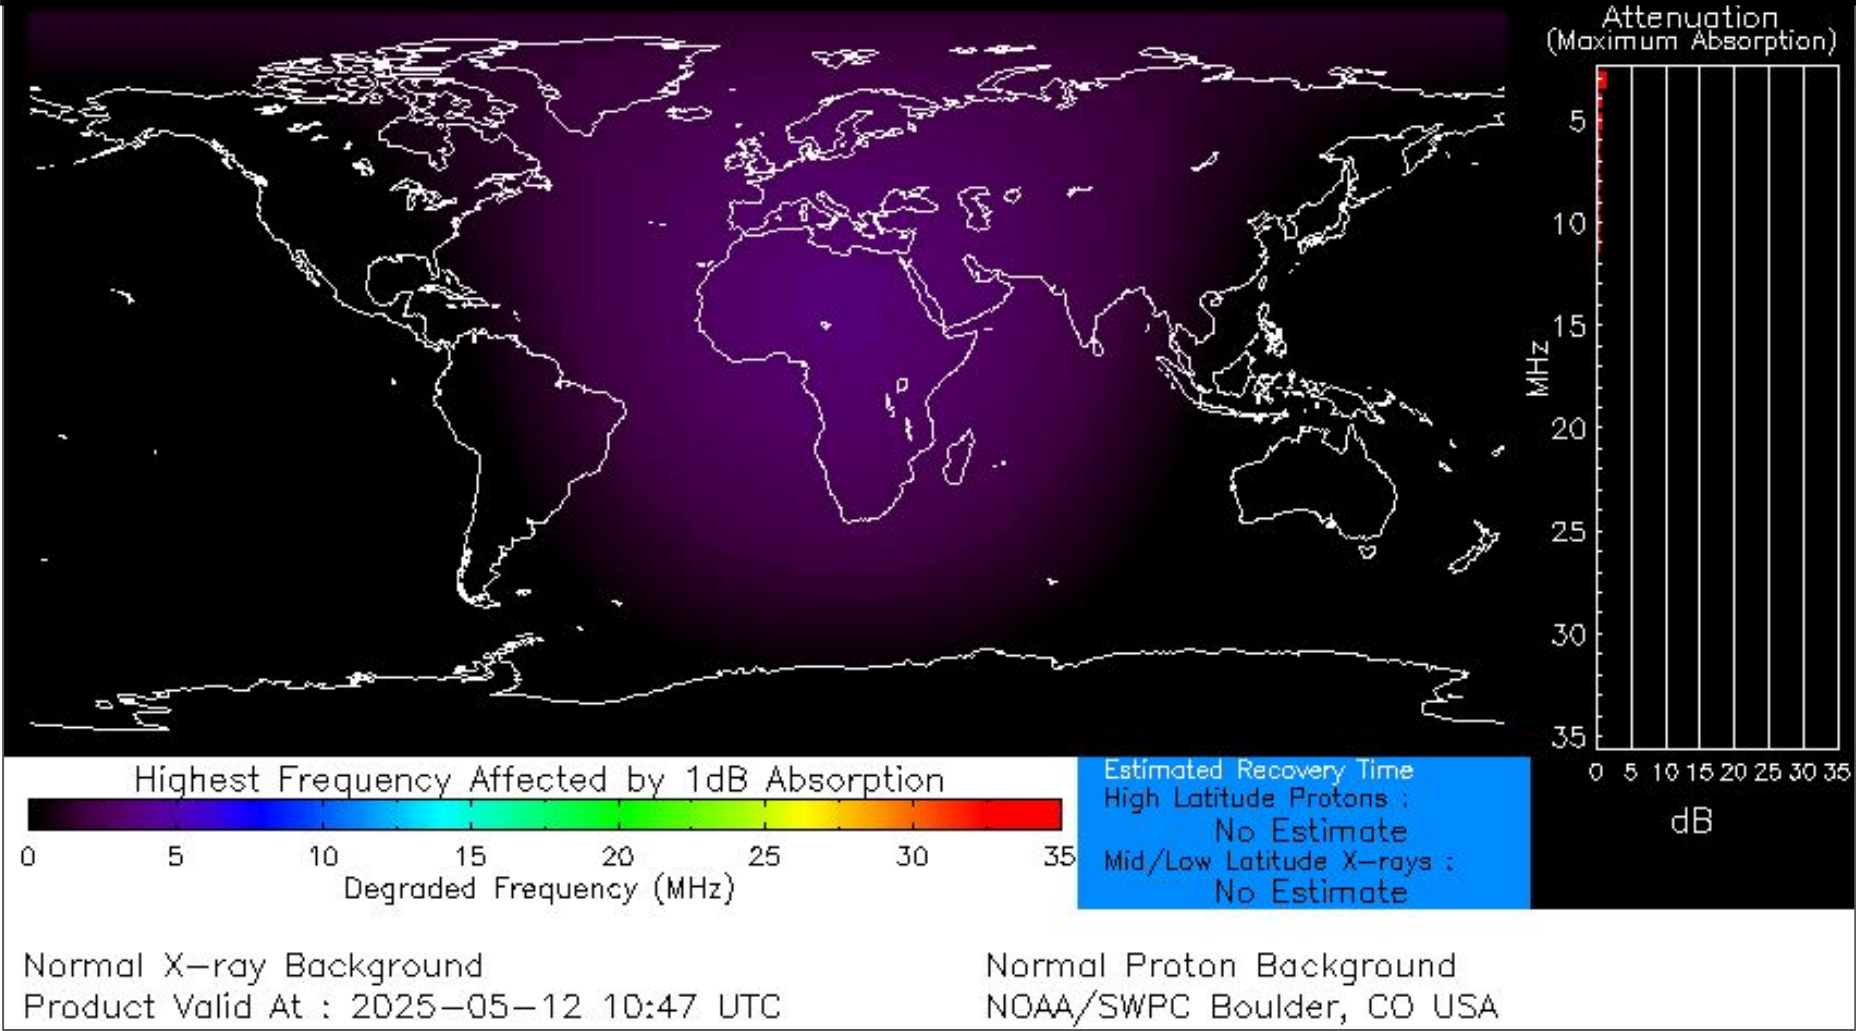 Attenuation
(Maximum Absorption)
5
10
15
20
25
30
35
MHz
0 5 10 15 20 25 30 35
dB
Highest Frequency Affected by 1dB Absorption
0 5 10 15 20 25 30 35
Degraded Frequency (MHz)
Estimated Recovery Time
High Latitude Protons :
No Estimate
Mid/Low Latitude X-rays :
No Estimate
Normal X-ray Background
Product Valid At : 2025-05-12 10:47 UTC
Normal Proton Background
NOAA/SWPC Boulder, CO USA